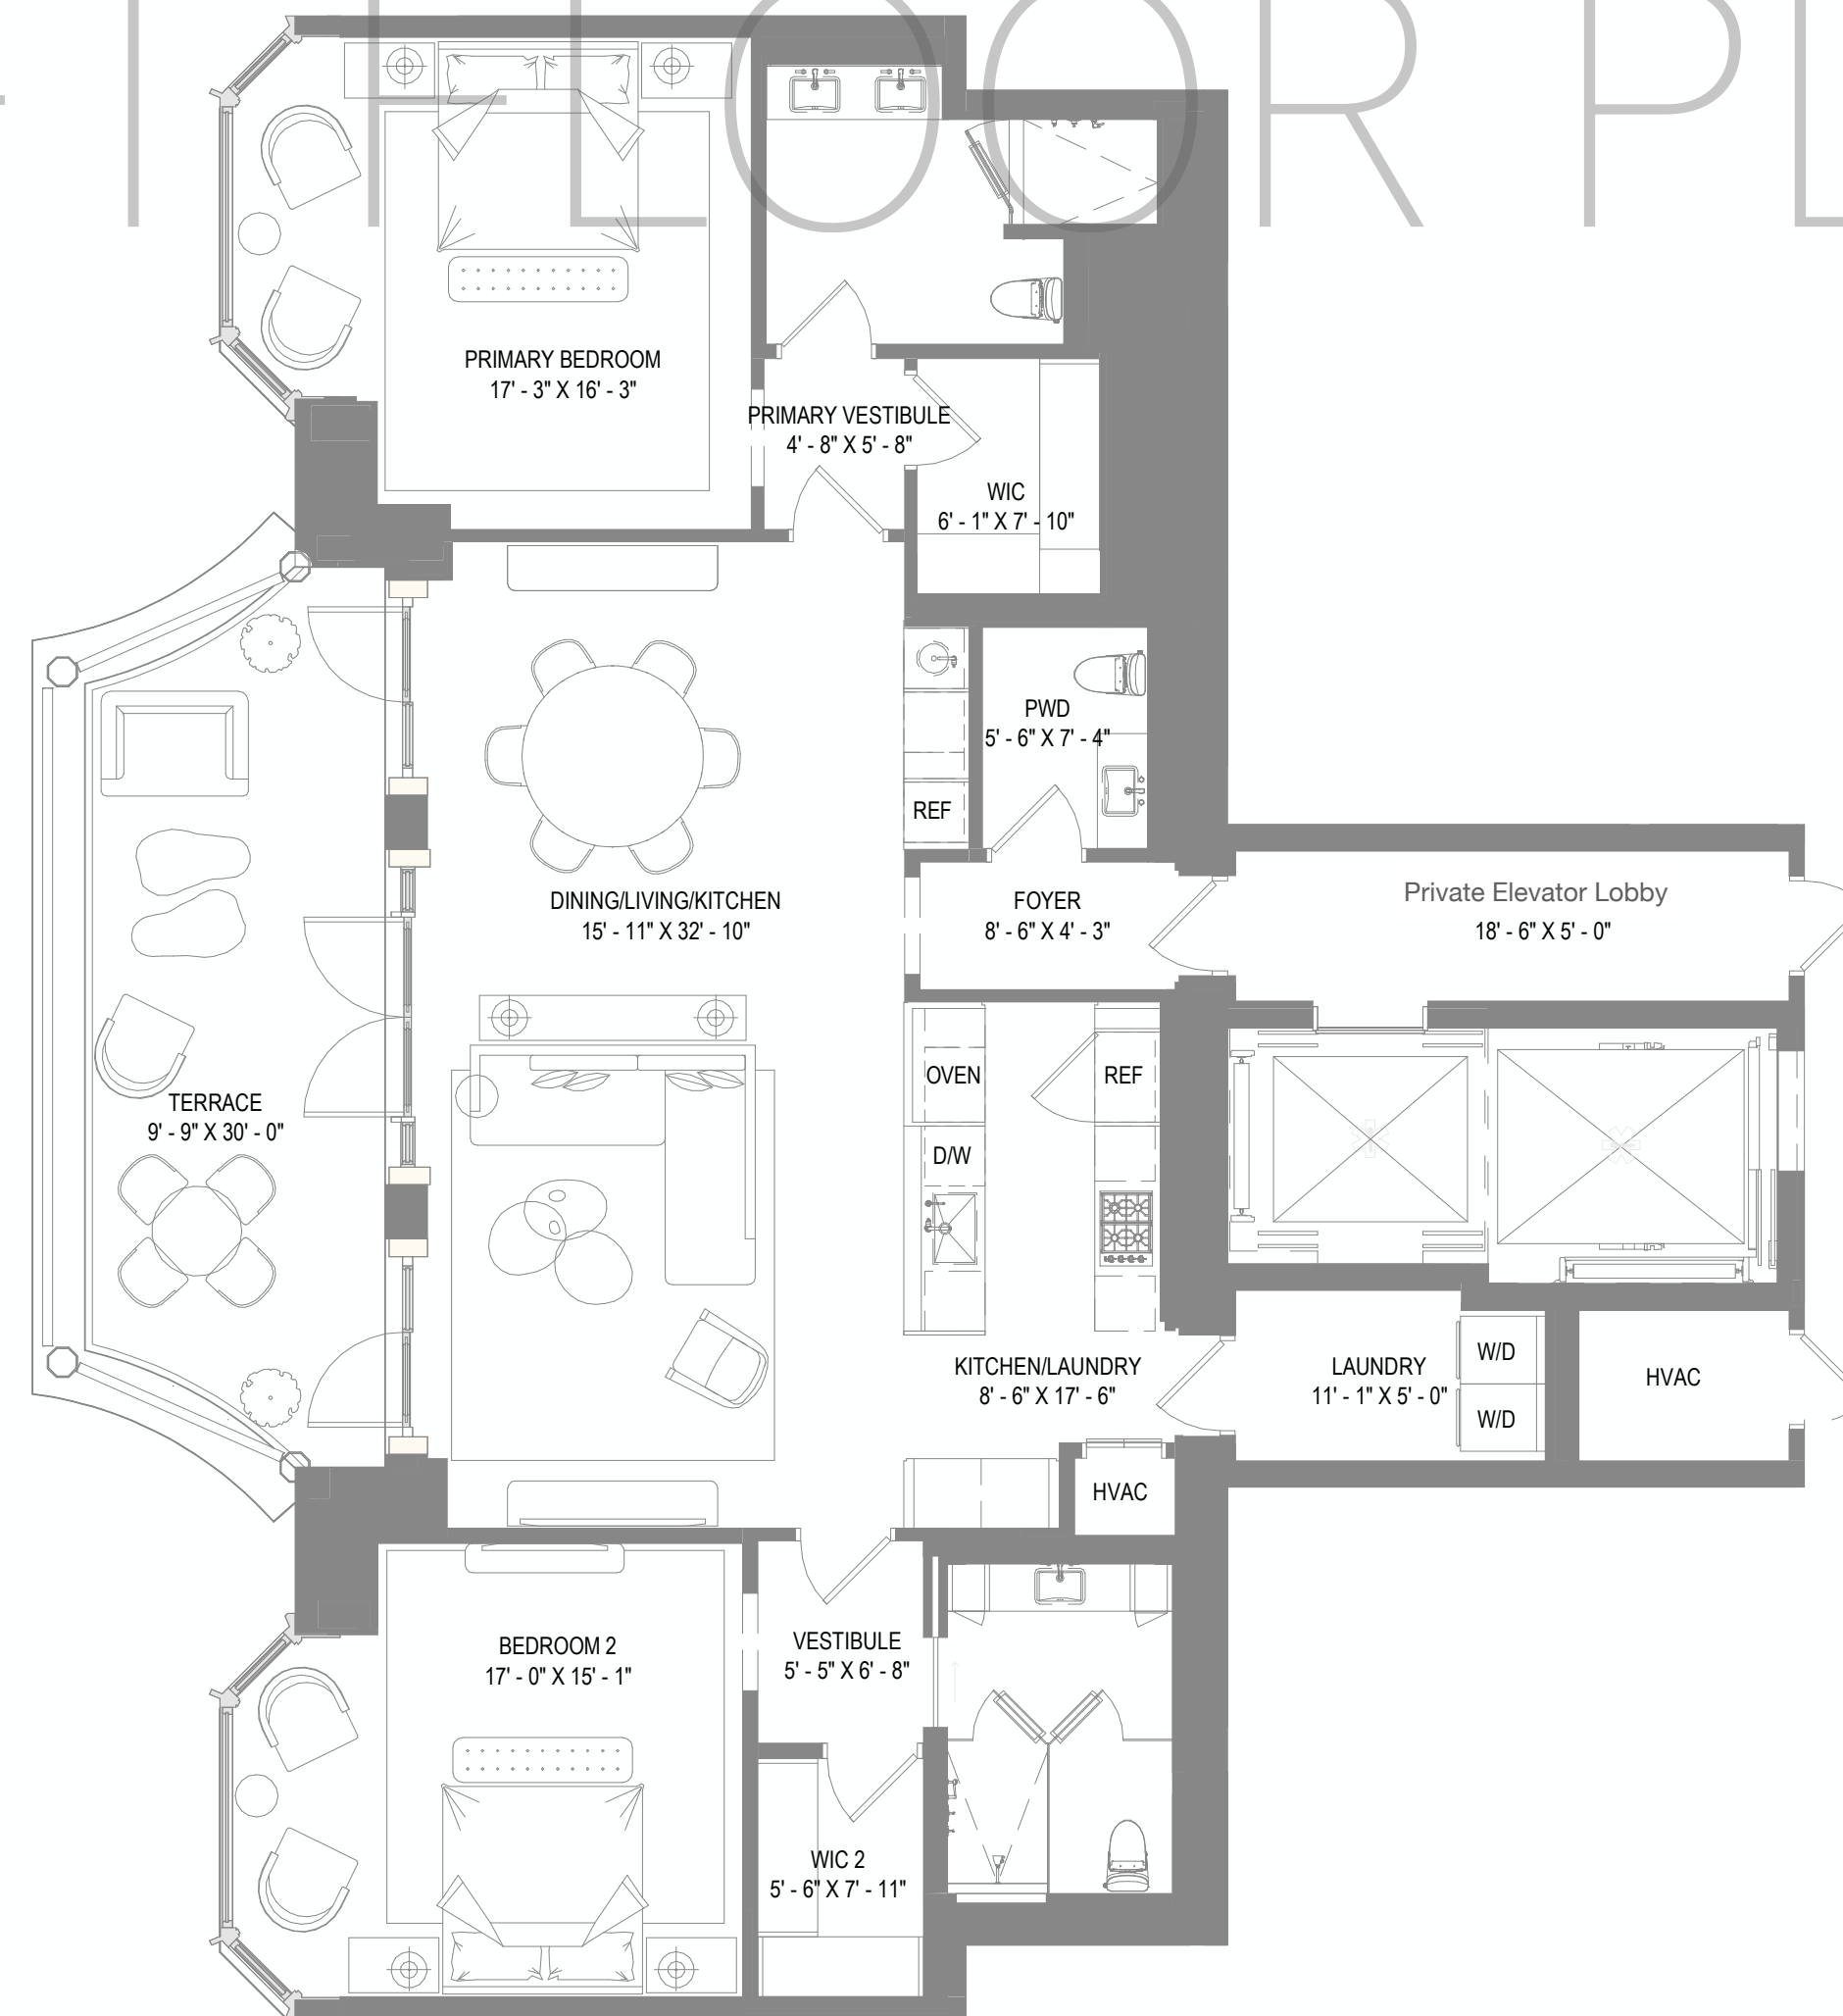 FLOOR PL
PRIMARY BEDROOM
17' - 3" X 16' - 3"
PRIMARY VESTIBULE
4' - 8" X 5' - 8"
WIC
6' - 1" X 7' - 10"
PWD
5' - 6" X 7' - 4"
REF
DINING/LIVING/KITCHEN
15' - 11" X 32' - 10"
FOYER
8' - 6" X 4' - 3"
Private Elevator Lobby
18' - 6" X 5' - 0"
TERRACE
9' - 9" X 30' - 0"
OVEN
REF
D/W
KITCHEN/LAUNDRY
8' - 6" X 17' - 6"
LAUNDRY
11' - 1" X 5' - 0"
W/D
W/D
HVAC
HVAC
BEDROOM 2
17' - 0" X 15' - 1"
VESTIBULE
5' - 5" X 6' - 8"
WIC 2
5' - 6" X 7' - 11"